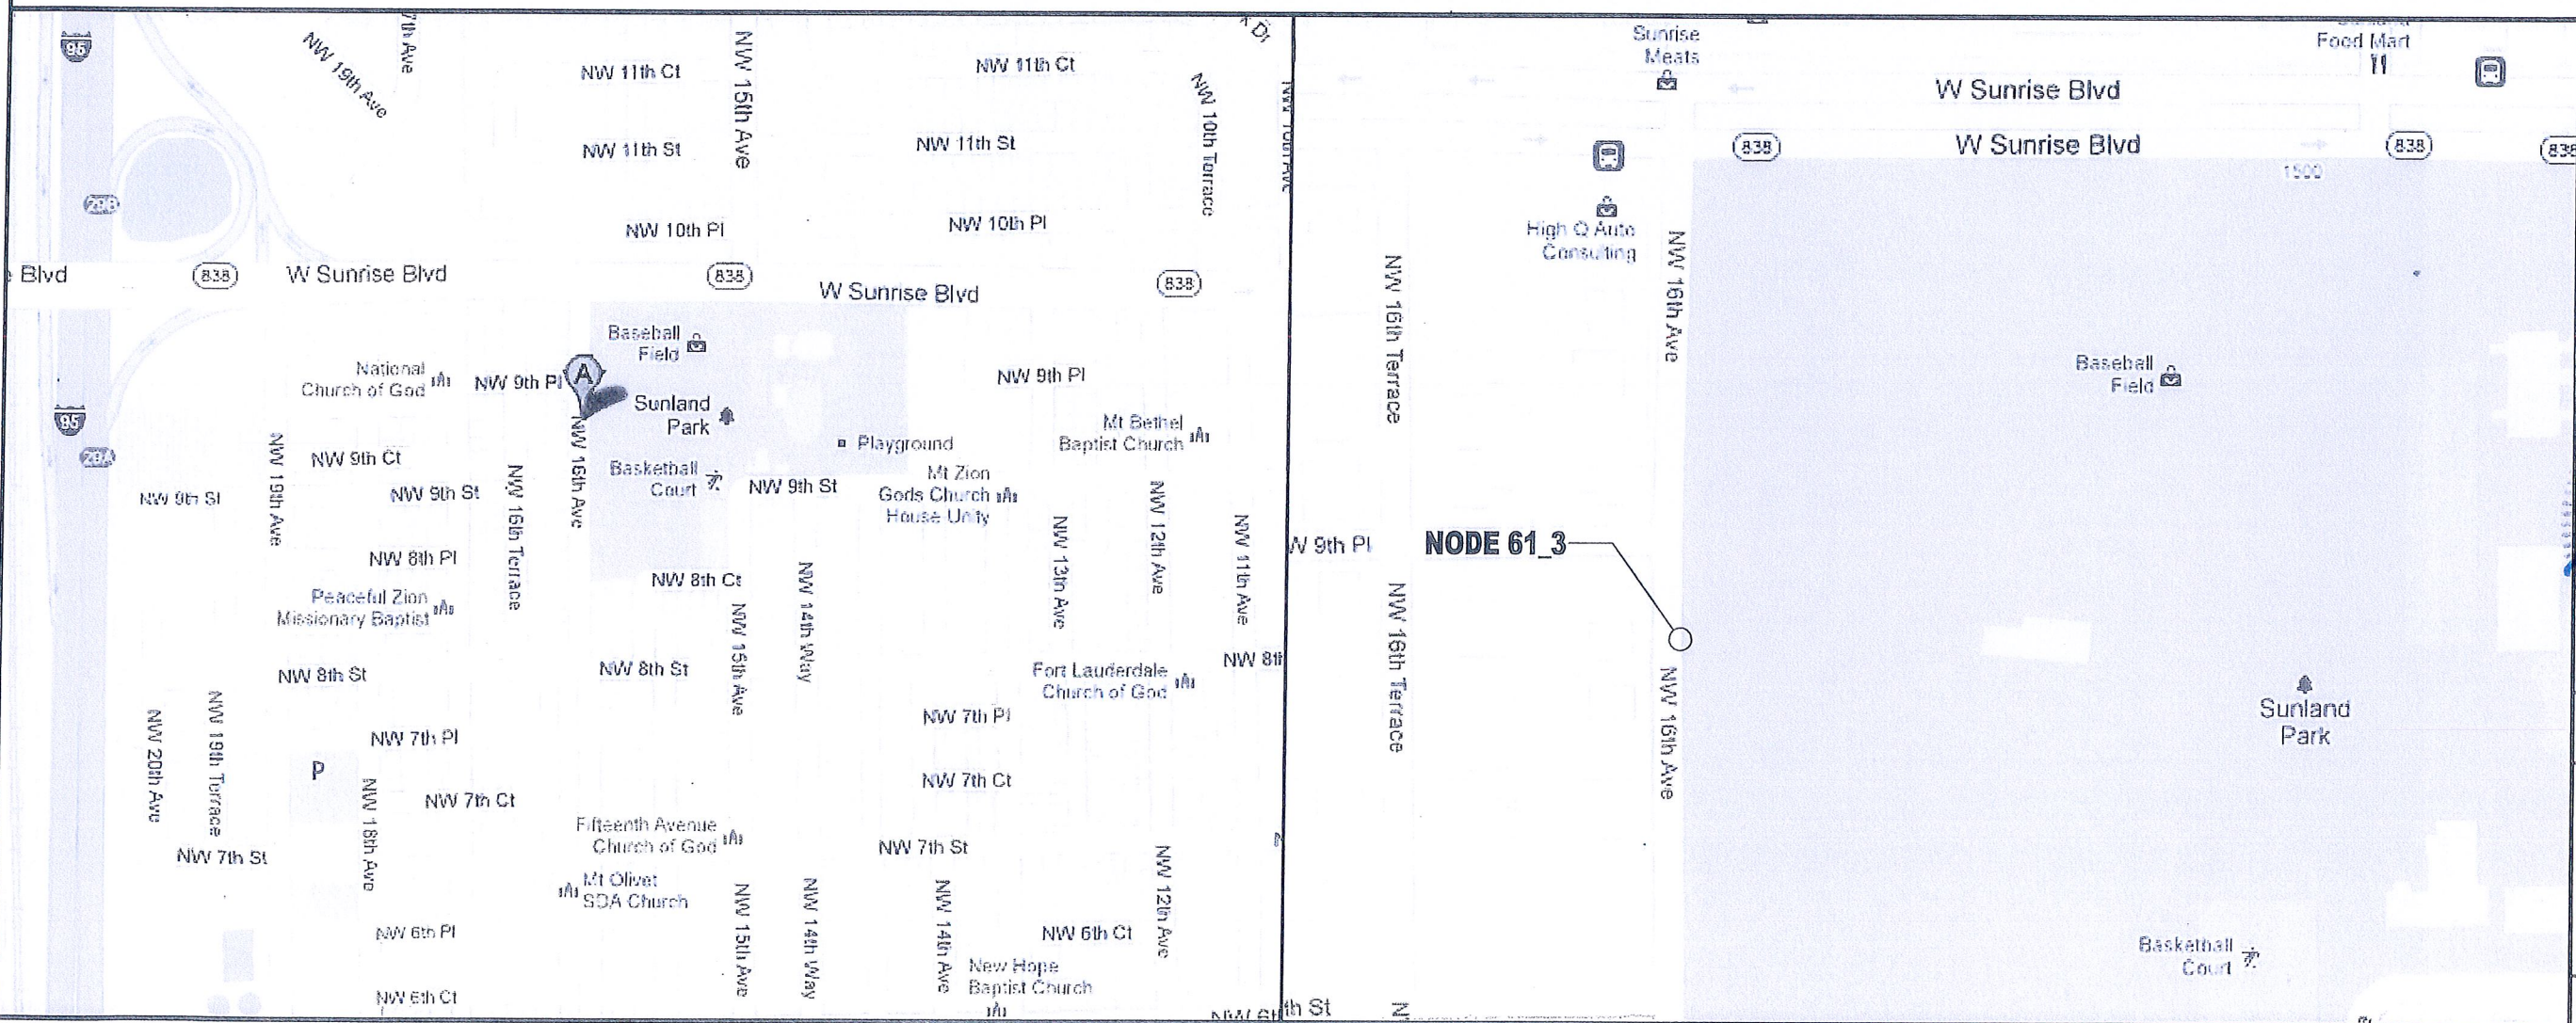 95
NW 19th Ave
7th Ave
NW 11th Ct
NW 15th Ave
NW 11th Ct
NW 10th Terrace
NW 11th St
NW 11th St
29B
NW 10th Pl
NW 10th Pl
e Blvd
838
W Sunrise Blvd
838
W Sunrise Blvd
838
Baseball
Field
National
Church of God
NW 9th Pl
A
Sunland
Park
NW 9th Pl
95
29A
Mt Bethel
Baptist Church
Playground
NW 16th Ave
NW 19th Ave
NW 9th Ct
Basketball
Court
NW 9th St
Mt Zion
Gods Church
House Unity
NW 9th St
NW 9th St
NW 16th Terrace
NW 12th Ave
NW 13th Ave
NW 11th Ave
NW 8th Pl
NW 8th Ct
NW 14th Way
Peaceful Zion
Missionary Baptist
NW 15th Ave
NW 8th St
NW 8th St
Fort Lauderdale
Church of God
NW 8th
NW 20th Ave
NW 19th Terrace
NW 7th Pl
NW 7th Pl
P
NW 18th Ave
NW 7th Ct
NW 7th Ct
Fifteenth Avenue
Church of God
NW 7th St
NW 7th St
NW 12th Ave
Mt Olivet
SDA Church
NW 15th Ave
NW 14th Way
NW 14th Ave
NW 6th Pl
NW 6th Ct
New Hope
Baptist Church
NW 6th Ct
Sunrise
Meats
Food Mart
W Sunrise Blvd
838
W Sunrise Blvd
838
838
1500
High Q Auto
Consulting
NW 16th Terrace
NW 16th Ave
Baseball
Field
W 9th Pl
NODE 61_3
NW 16th Terrace
NW 16th Ave
Sunland
Park
Basketball
Court
th St